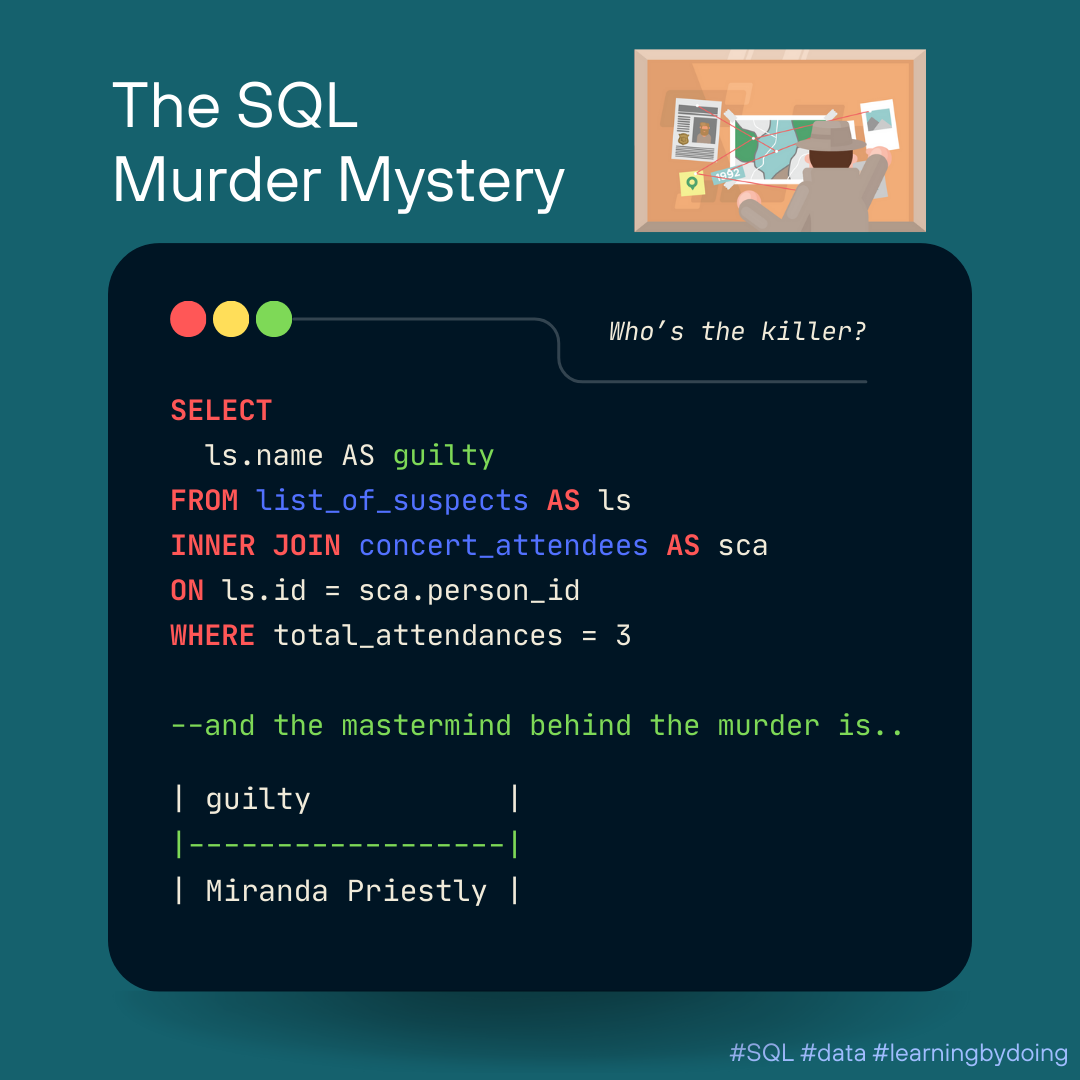 The SQL
Murder Mystery
1992
Who’s the killer?
SELECT
  ls.name AS guilty
FROM list_of_suspects AS ls
INNER JOIN concert_attendees AS sca
ON ls.id = sca.person_id
WHERE total_attendances = 3
--and the mastermind behind the murder is..
| guilty           |
|------------------|
| Miranda Priestly |
#SQL #data #learningbydoing